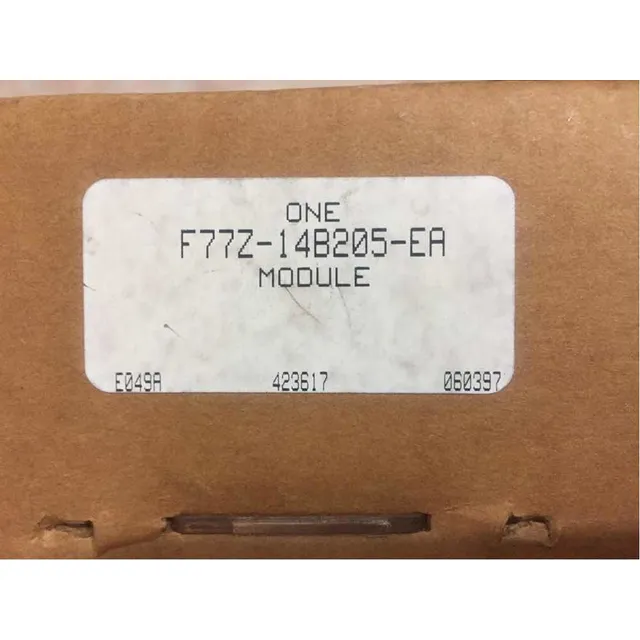 ONE
F77Z-14B205-EA
MODULE
E049A 423617 060397